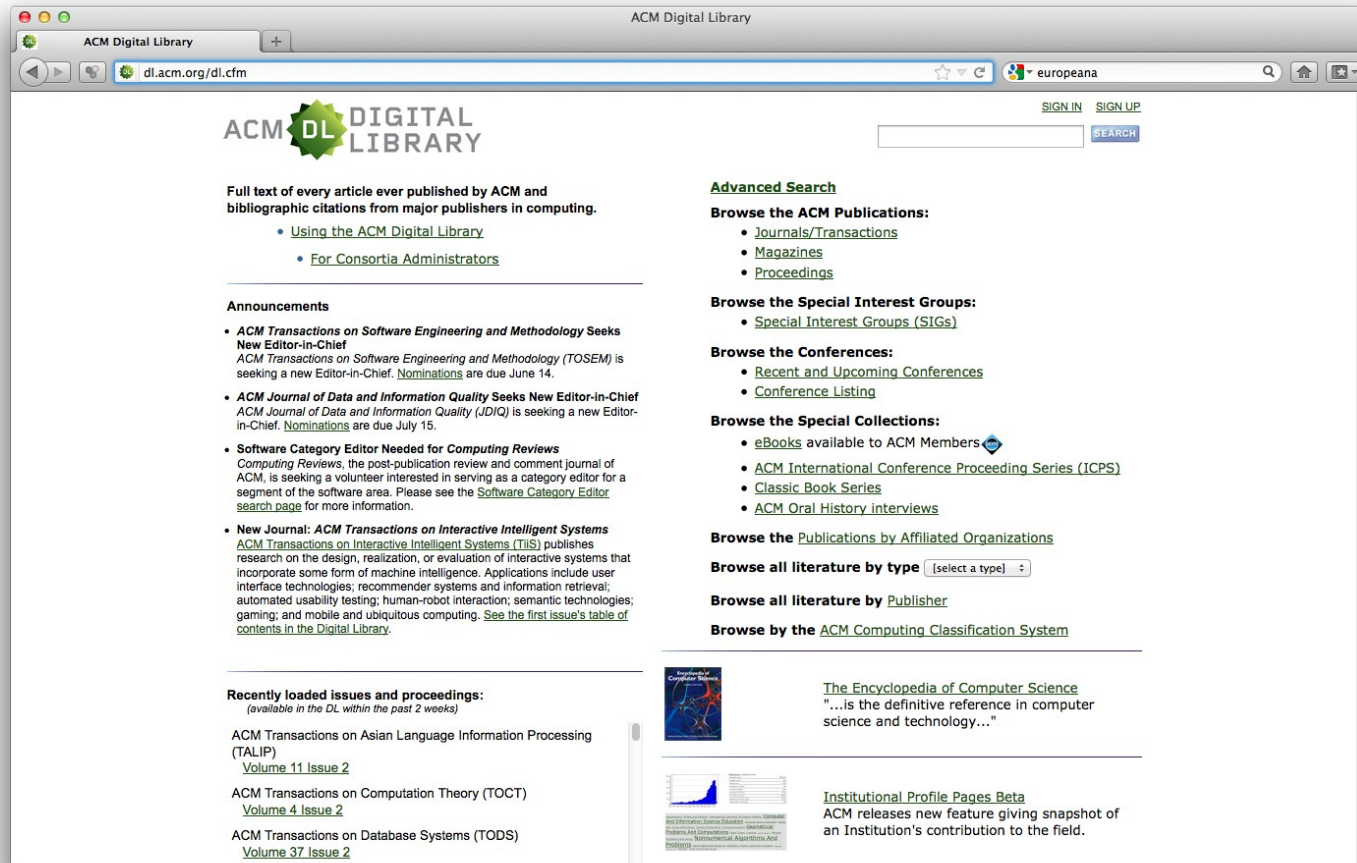 ACM Digital Library
ACM Digital Library
dl.acm.org/dl.cfm
europeana
ACM DL DIGITAL
LIBRARY
SIGN IN SIGN UP
SEARCH
Full text of every article ever published by ACM and
bibliographic citations from major publishers in computing.
• Using the ACM Digital Library
• For Consortia Administrators
Announcements
• ACM Transactions on Software Engineering and Methodology Seeks
New Editor-in-Chief
ACM Transactions on Software Engineering and Methodology (TOSEM) is
seeking a new Editor-in-Chief. Nominations are due June 14.
• ACM Journal of Data and Information Quality Seeks New Editor-in-Chief
ACM Journal of Data and Information Quality (JDIQ) is seeking a new Editor-
in-Chief. Nominations are due July 15.
• Software Category Editor Needed for Computing Reviews
Computing Reviews, the post-publication review and comment journal of
ACM, is seeking a volunteer interested in serving as a category editor for a
segment of the software area. Please see the Software Category Editor
search page for more information.
• New Journal: ACM Transactions on Interactive Intelligent Systems
ACM Transactions on Interactive Intelligent Systems (TiiS) publishes
research on the design, realization, or evaluation of interactive systems that
incorporate some form of machine intelligence. Applications include user
interface technologies; recommender systems and information retrieval;
automated usability testing; human-robot interaction; semantic technologies;
gaming; and mobile and ubiquitous computing. See the first issue's table of
contents in the Digital Library.
Recently loaded issues and proceedings:
(available in the DL within the past 2 weeks)
ACM Transactions on Asian Language Information Processing
(TALIP)
Volume 11 Issue 2
ACM Transactions on Computation Theory (TOCT)
Volume 4 Issue 2
ACM Transactions on Database Systems (TODS)
Volume 37 Issue 2
Advanced Search
Browse the ACM Publications:
• Journals/Transactions
• Magazines
• Proceedings
Browse the Special Interest Groups:
• Special Interest Groups (SIGs)
Browse the Conferences:
• Recent and Upcoming Conferences
• Conference Listing
Browse the Special Collections:
• eBooks available to ACM Members
• ACM International Conference Proceeding Series (ICPS)
• Classic Book Series
• ACM Oral History interviews
Browse the Publications by Affiliated Organizations
Browse all literature by type [select a type]
Browse all literature by Publisher
Browse by the ACM Computing Classification System
Encyclopedia of
Computer Science
The Encyclopedia of Computer Science
"...is the definitive reference in computer
science and technology..."
Computer
And Information Science Education
Geometrical
Problems And Computations
Nonnumerical Algorithms And
Problems
Institutional Profile Pages Beta
ACM releases new feature giving snapshot of
an Institution's contribution to the field.